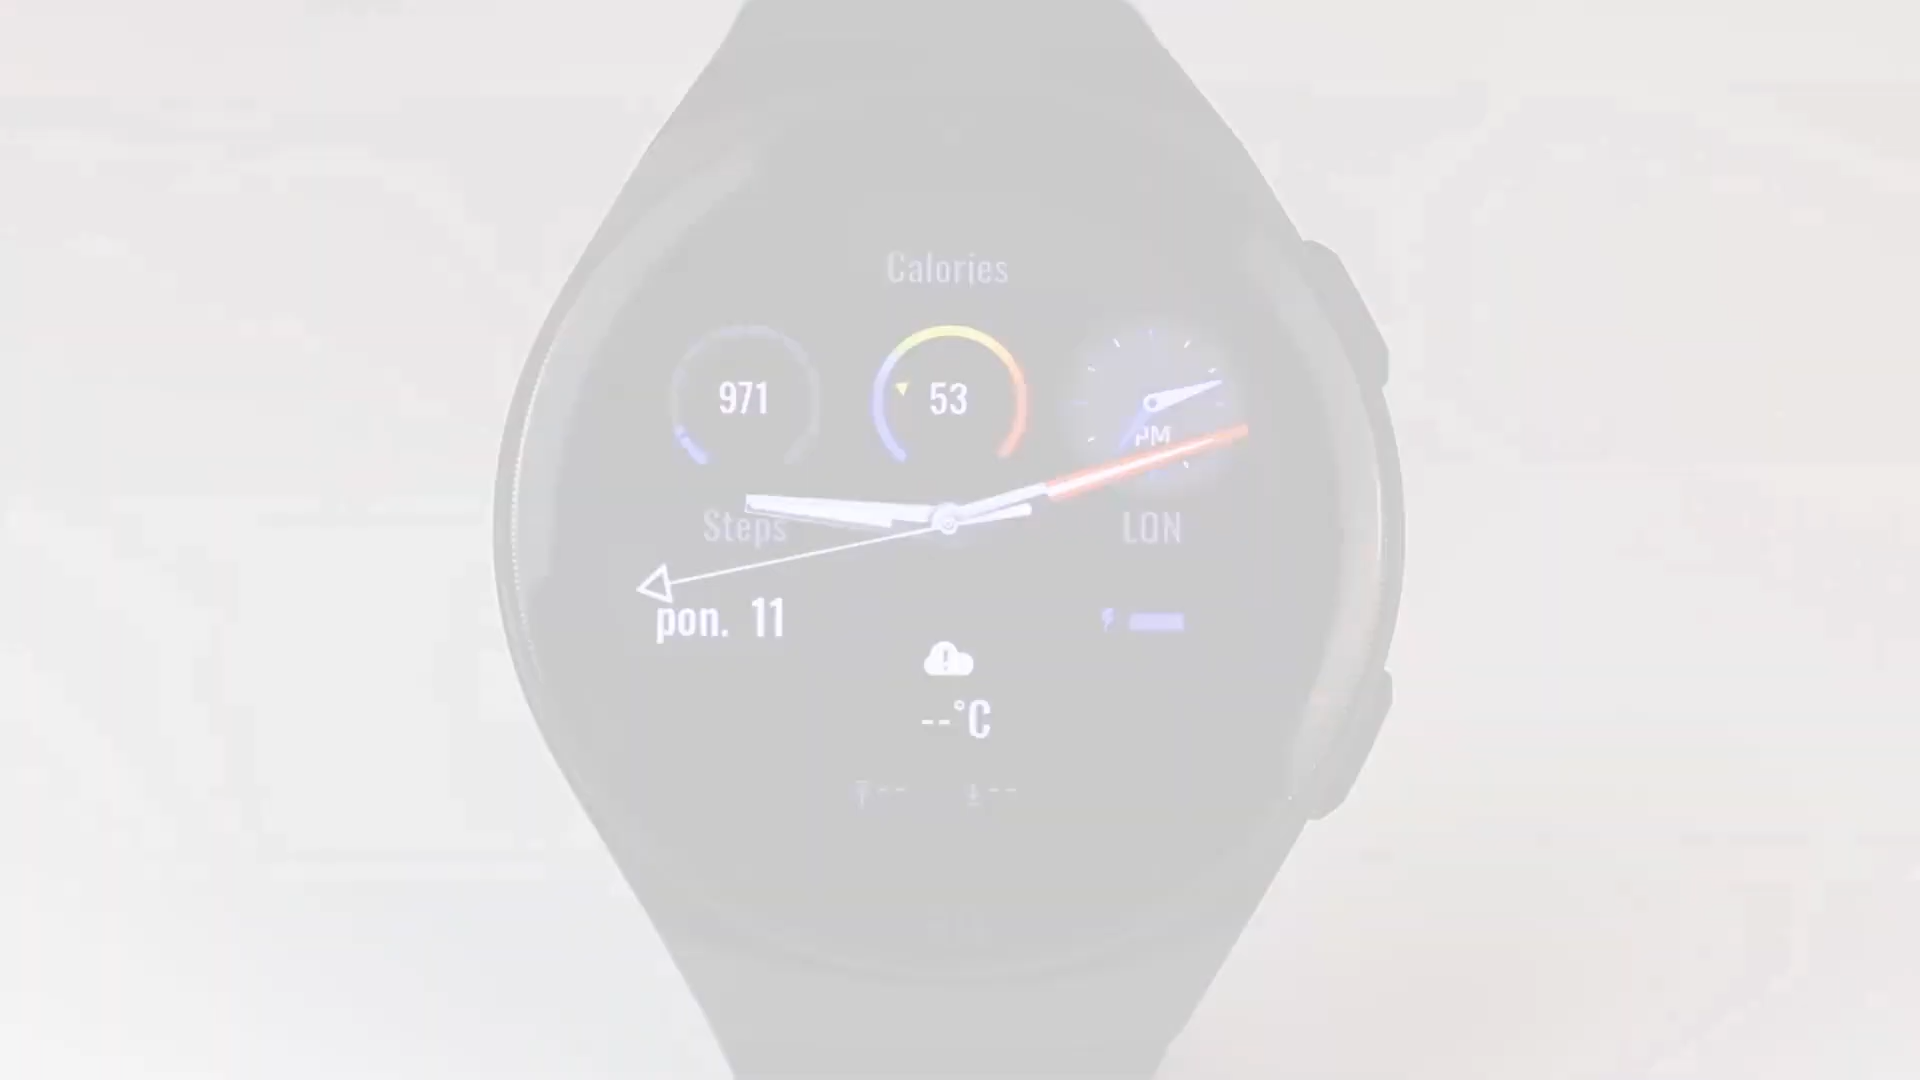 Calories
971
53
PM
Steps
LON
pon. 11
--°C
-- --